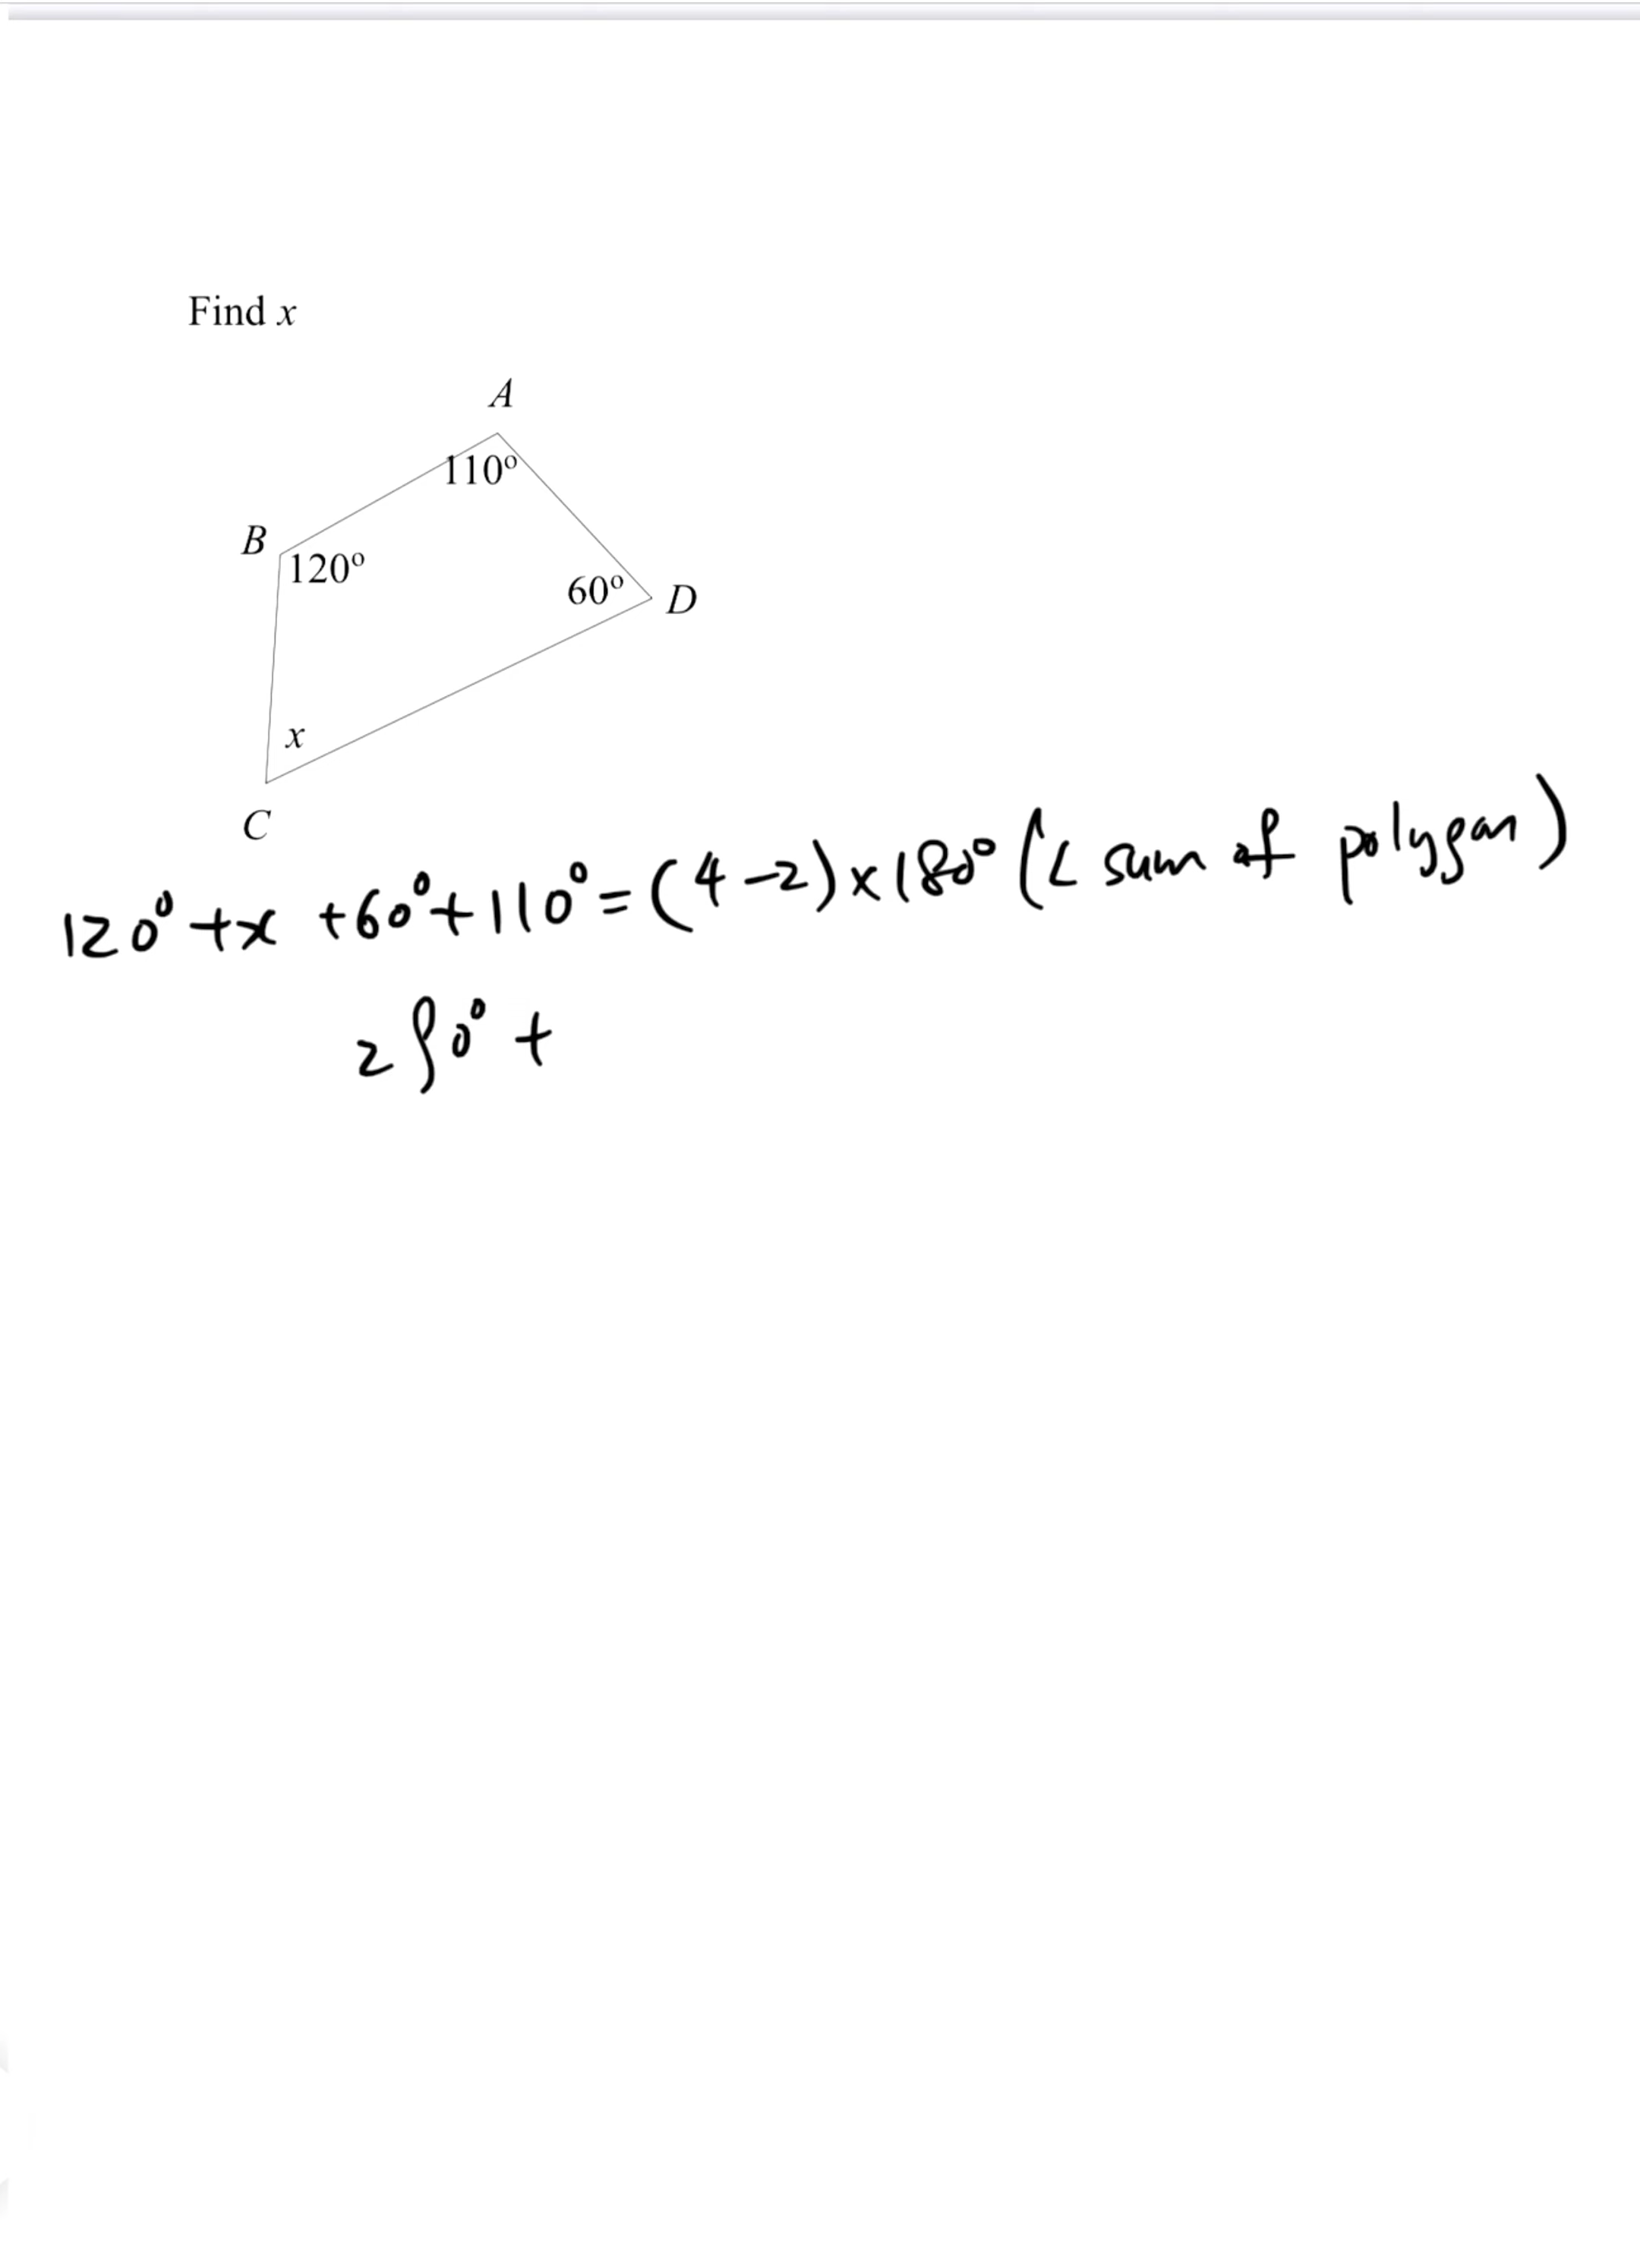 Find x
A
110°
B
120°
60°
D
x
C
120° + x + 60° + 110° = (4-2) × 180° (∠ sum of polygon)
290° +